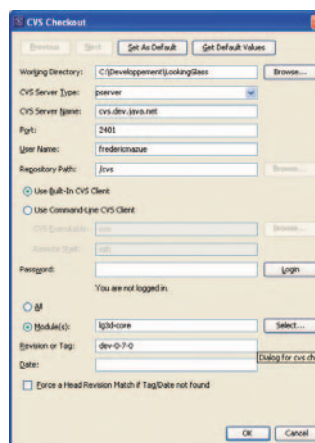 CVS Checkout
Previous Next Set As Default Get Default Values
Working Directory: C:\Developpement\LookingGlass Browse...
CVS Server Type: pserver
CVS Server Name: cvs.dev.java.net
Port: 2401
User Name: fredericmazue
Repository Path: /cvs Browse...
Use Built-In CVS Client
Use Command-Line CVS Client
CVS Executable: cvs Browse...
Remote Shell: ssh
Password: Login
You are not logged in.
All
Module(s): lg3d-core Select...
Revision or Tag: dev-0-7-0
Dialog for cvs ch
Date:
Force a Head Revision Match if Tag/Date not found
OK Cancel